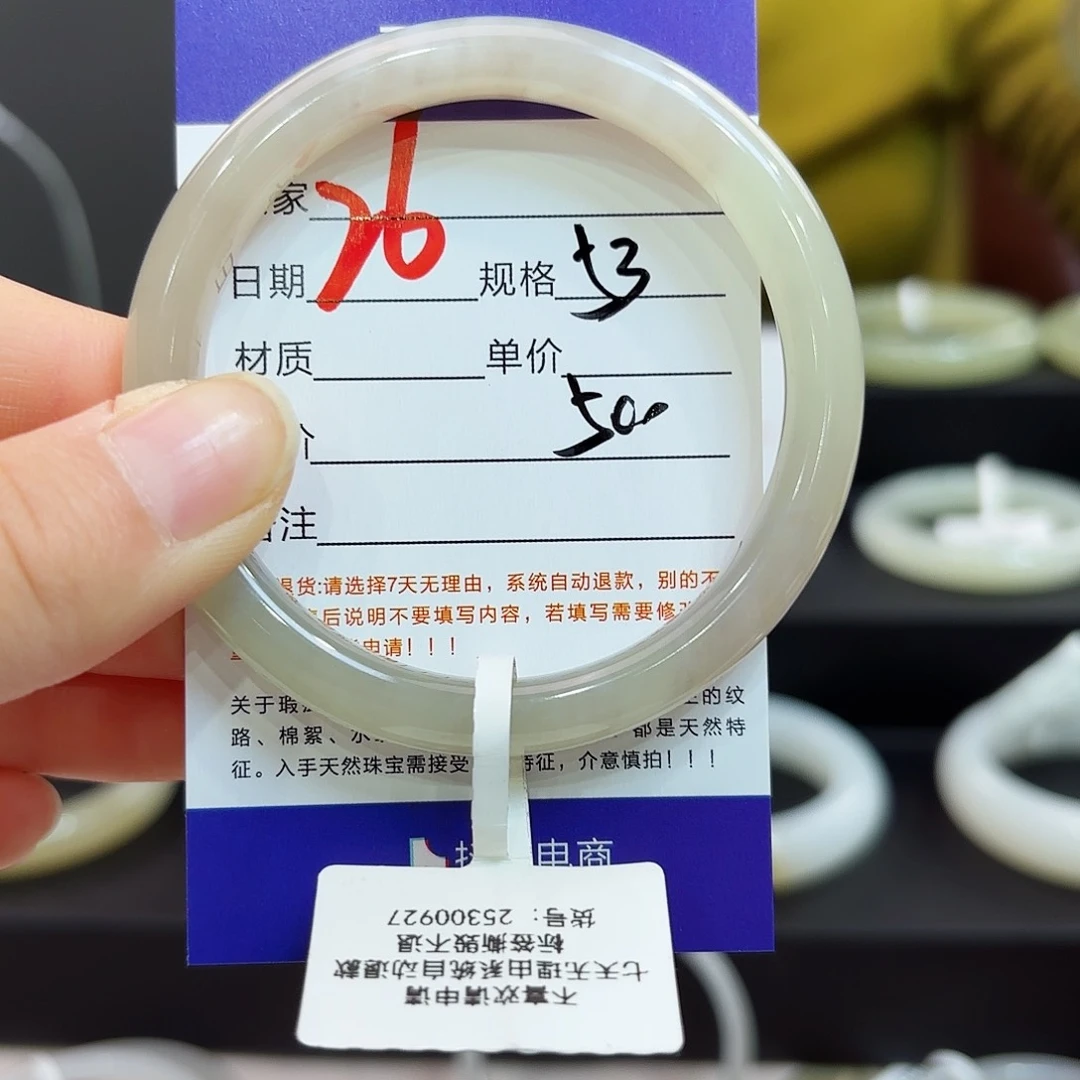 家
日期 规格 53
材质 单价
价 50
注
退货:请选择7天无理由，系统自动退款，别的不
后说明不要填写内容，若填写需要修
申请！！！
关于瑕 的纹
路、棉絮、水 都是天然特
征。入手天然珠宝需接受 特征，介意慎拍！！！
电商
不喜欢请申请
七天无理由系统自动退款
标签撕毁不退
货号：25300927